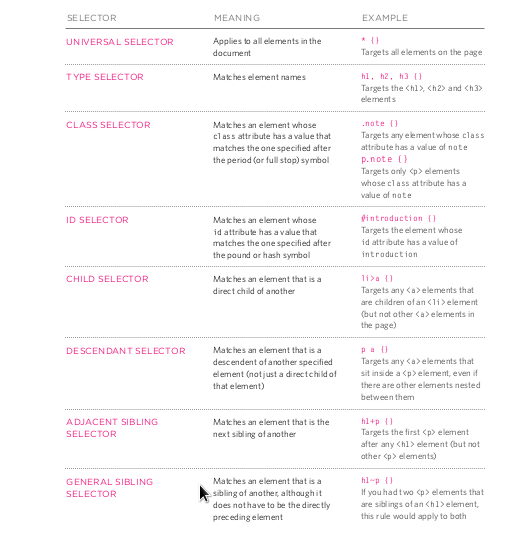 SELECTOR MEANING EXAMPLE
UNIVERSAL SELECTOR
Applies to all elements in the
document
* {}
Targets all elements on the page
TYPE SELECTOR
Matches element names
h1, h2, h3 {}
Targets the <h1>, <h2> and <h3>
elements
CLASS SELECTOR
Matches an element whose
class attribute has a value that
matches the one specified after
the period (or full stop) symbol
.note {}
Targets any element whose class
attribute has a value of note
p.note {}
Targets only <p> elements
whose class attribute has a
value of note
ID SELECTOR
Matches an element whose
id attribute has a value that
matches the one specified after
the pound or hash symbol
#introduction {}
Targets the element whose
id attribute has a value of
introduction
CHILD SELECTOR
Matches an element that is a
direct child of another
li>a {}
Targets any <a> elements that
are children of an <li> element
(but not other <a> elements in
the page)
DESCENDANT SELECTOR
Matches an element that is a
descendent of another specified
element (not just a direct child of
that element)
p a {}
Targets any <a> elements that
sit inside a <p> element, even if
there are other elements nested
between them
ADJACENT SIBLING
SELECTOR
Matches an element that is the
next sibling of another
h1+p {}
Targets the first <p> element
after any <h1> element (but not
other <p> elements)
GENERAL SIBLING
SELECTOR
Matches an element that is a
sibling of another, although it
does not have to be the directly
preceding element
h1~p {}
If you had two <p> elements that
are siblings of an <h1> element,
this rule would apply to both